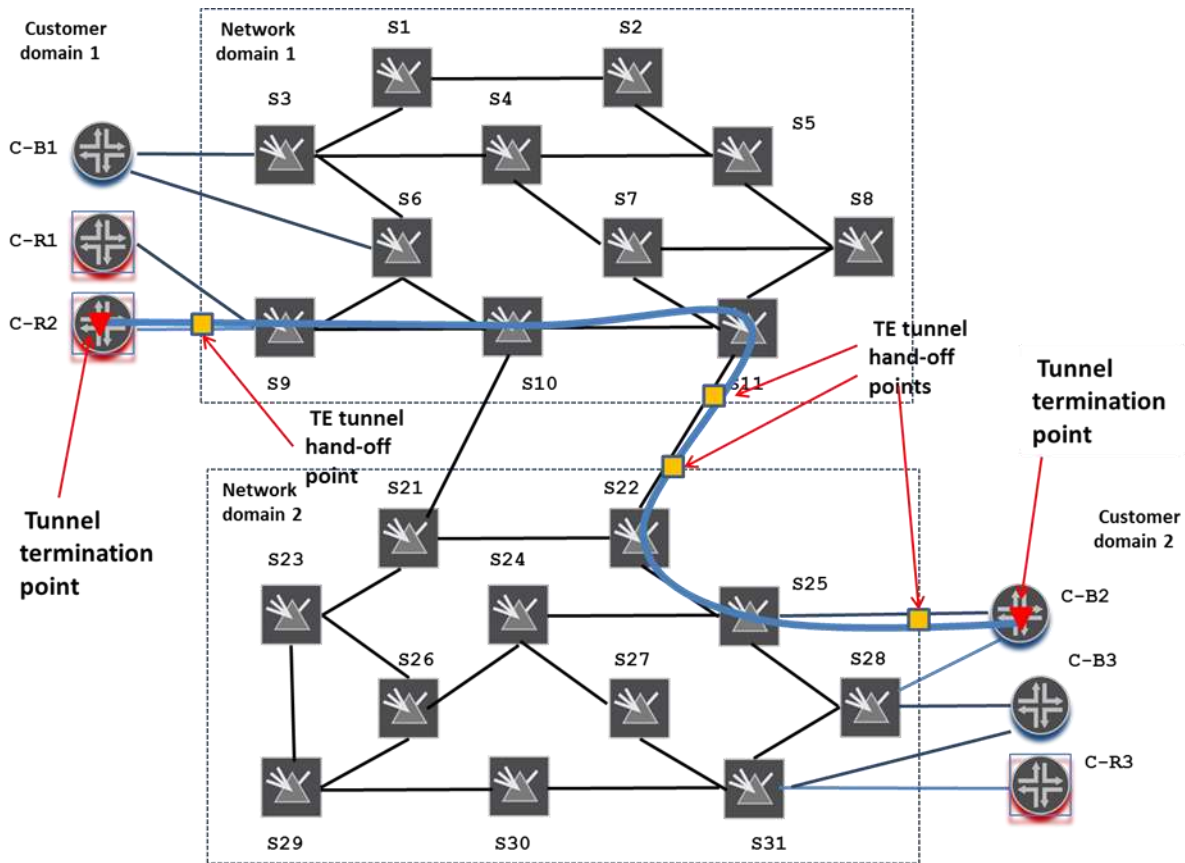 Customer
domain 1
Network
domain 1
S1
S2
S3
S4
S5
C-B1
S6
S7
S8
C-R1
C-R2
S9
S10
S11
TE tunnel
hand-off
points
TE tunnel
hand-off
point
Tunnel
termination
point
Tunnel
termination
point
Network
domain 2
S21
S22
Customer
domain 2
S23
S24
S25
C-B2
S26
S27
S28
C-B3
C-R3
S29
S30
S31